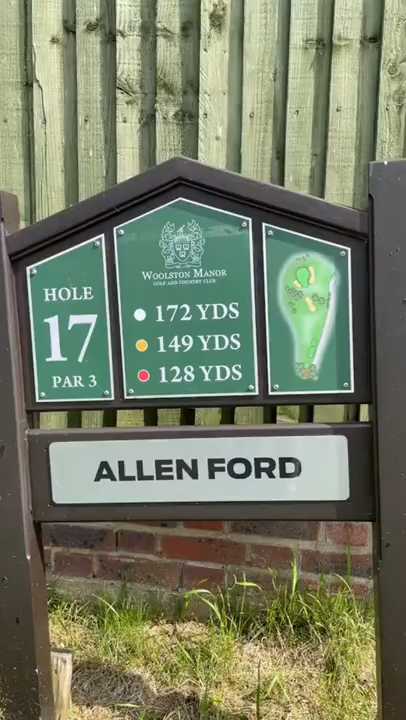 HOLE
17
PAR 3
WOOLSTON MANOR
GOLF AND COUNTRY CLUB
172 YDS
149 YDS
128 YDS
ALLEN FORD